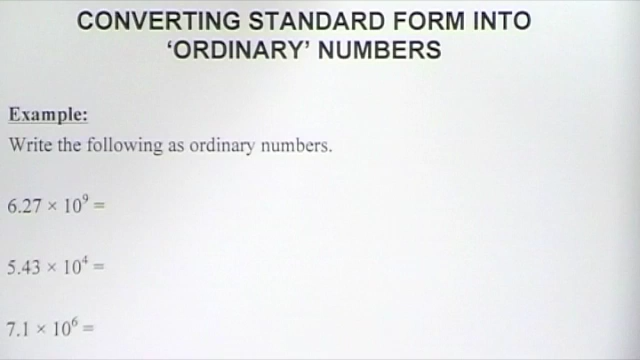 CONVERTING STANDARD FORM INTO
‘ORDINARY’ NUMBERS
Example:
Write the following as ordinary numbers.
6.27 × 10⁹ =
5.43 × 10⁴ =
7.1 × 10⁶ =